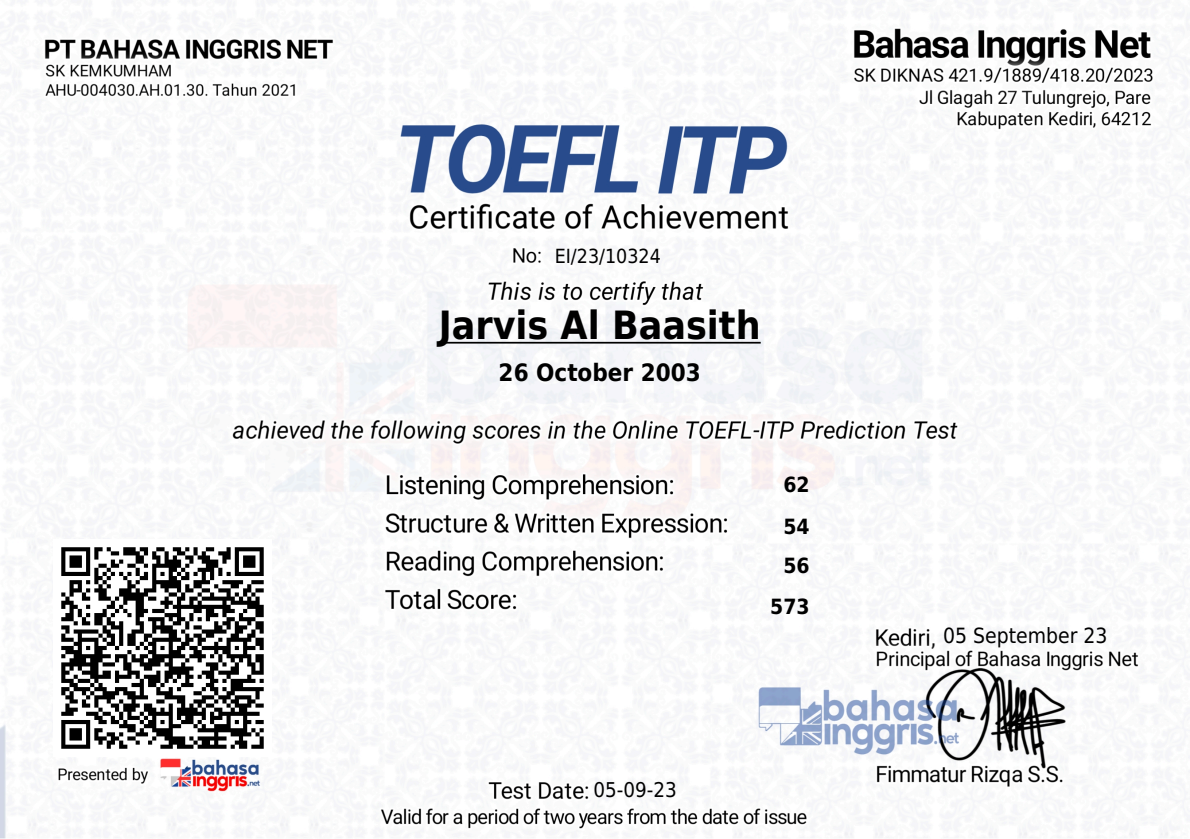 PT BAHASA INGGRIS NET
SK KEMKUMHAM
AHU-004030.AH.01.30. Tahun 2021
Bahasa Inggris Net
SK DIKNAS 421.9/1889/418.20/2023
Jl Glagah 27 Tulungrejo, Pare
Kabupaten Kediri, 64212
TOEFL ITP
Certificate of Achievement
No: EI/23/10324
This is to certify that
Jarvis Al Baasith
26 October 2003
achieved the following scores in the Online TOEFL-ITP Prediction Test
Listening Comprehension: 62
Structure & Written Expression: 54
Reading Comprehension: 56
Total Score: 573
Kediri, 05 September 23
Principal of Bahasa Inggris Net
bahasa
inggris.net
Fimmatur Rizqa S.S.
Presented by bahasa
inggris.net
Test Date: 05-09-23
Valid for a period of two years from the date of issue
bahasa
inggris.net